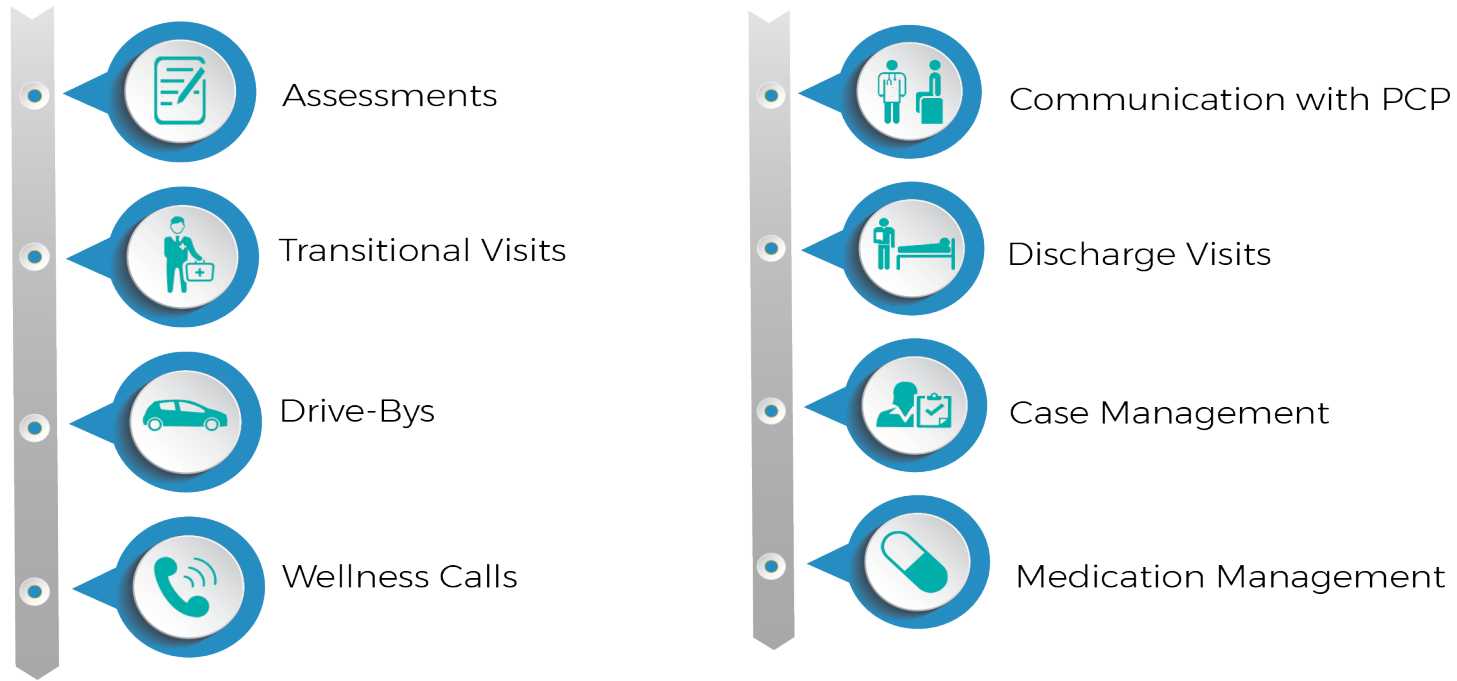 Assessments
Transitional Visits
Drive-Bys
Wellness Calls
Communication with PCP
Discharge Visits
Case Management
Medication Management